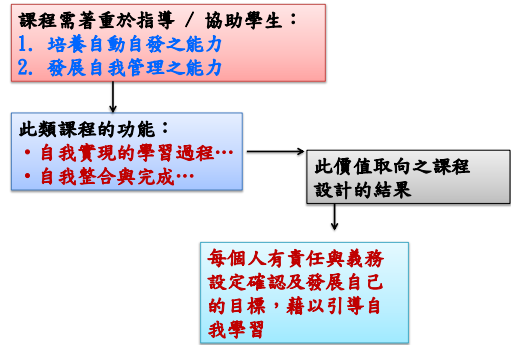 課程需著重於指導 / 協助學生：
1. 培養自動自發之能力
2. 發展自我管理之能力
此類課程的功能：
•自我實現的學習過程…
•自我整合與完成…
此價值取向之課程
設計的結果
每個人有責任與義務
設定確認及發展自己
的目標，藉以引導自
我學習